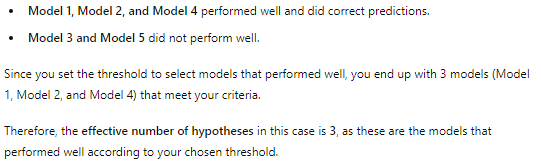 • Model 1, Model 2, and Model 4 performed well and did correct predictions.
• Model 3 and Model 5 did not perform well.
Since you set the threshold to select models that performed well, you end up with 3 models (Model
1, Model 2, and Model 4) that meet your criteria.
Therefore, the effective number of hypotheses in this case is 3, as these are the models that
performed well according to your chosen threshold.